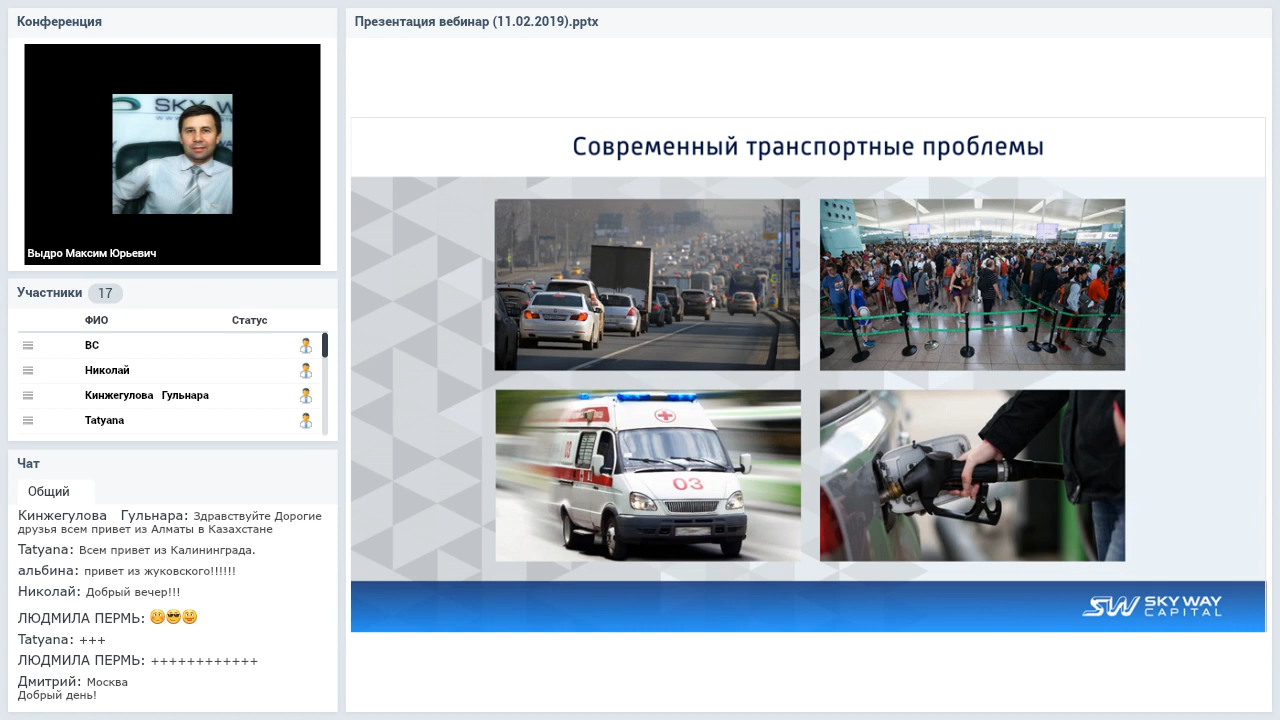 Конференция
SKY W
Выдро Максим Юрьевич
Участники 17
ФИО Статус
ВС
Николай
Кинжегулова Гульнара
Tatyana
Чат
Общий
Кинжегулова Гульнара: Здравствуйте Дорогие
друзья всем привет из Алматы в Казахстане
Tatyana: Всем привет из Калининграда.
альбина: привет из жуковского!!!!!!
Николай: Добрый вечер!!!
ЛЮДМИЛА ПЕРМЬ:
Tatyana: +++
ЛЮДМИЛА ПЕРМЬ: ++++++++++++
Дмитрий: Москва
Добрый день!
Презентация вебинар (11.02.2019).pptx
Современный транспортные проблемы
03
SW SKY WAY
CAPITAL